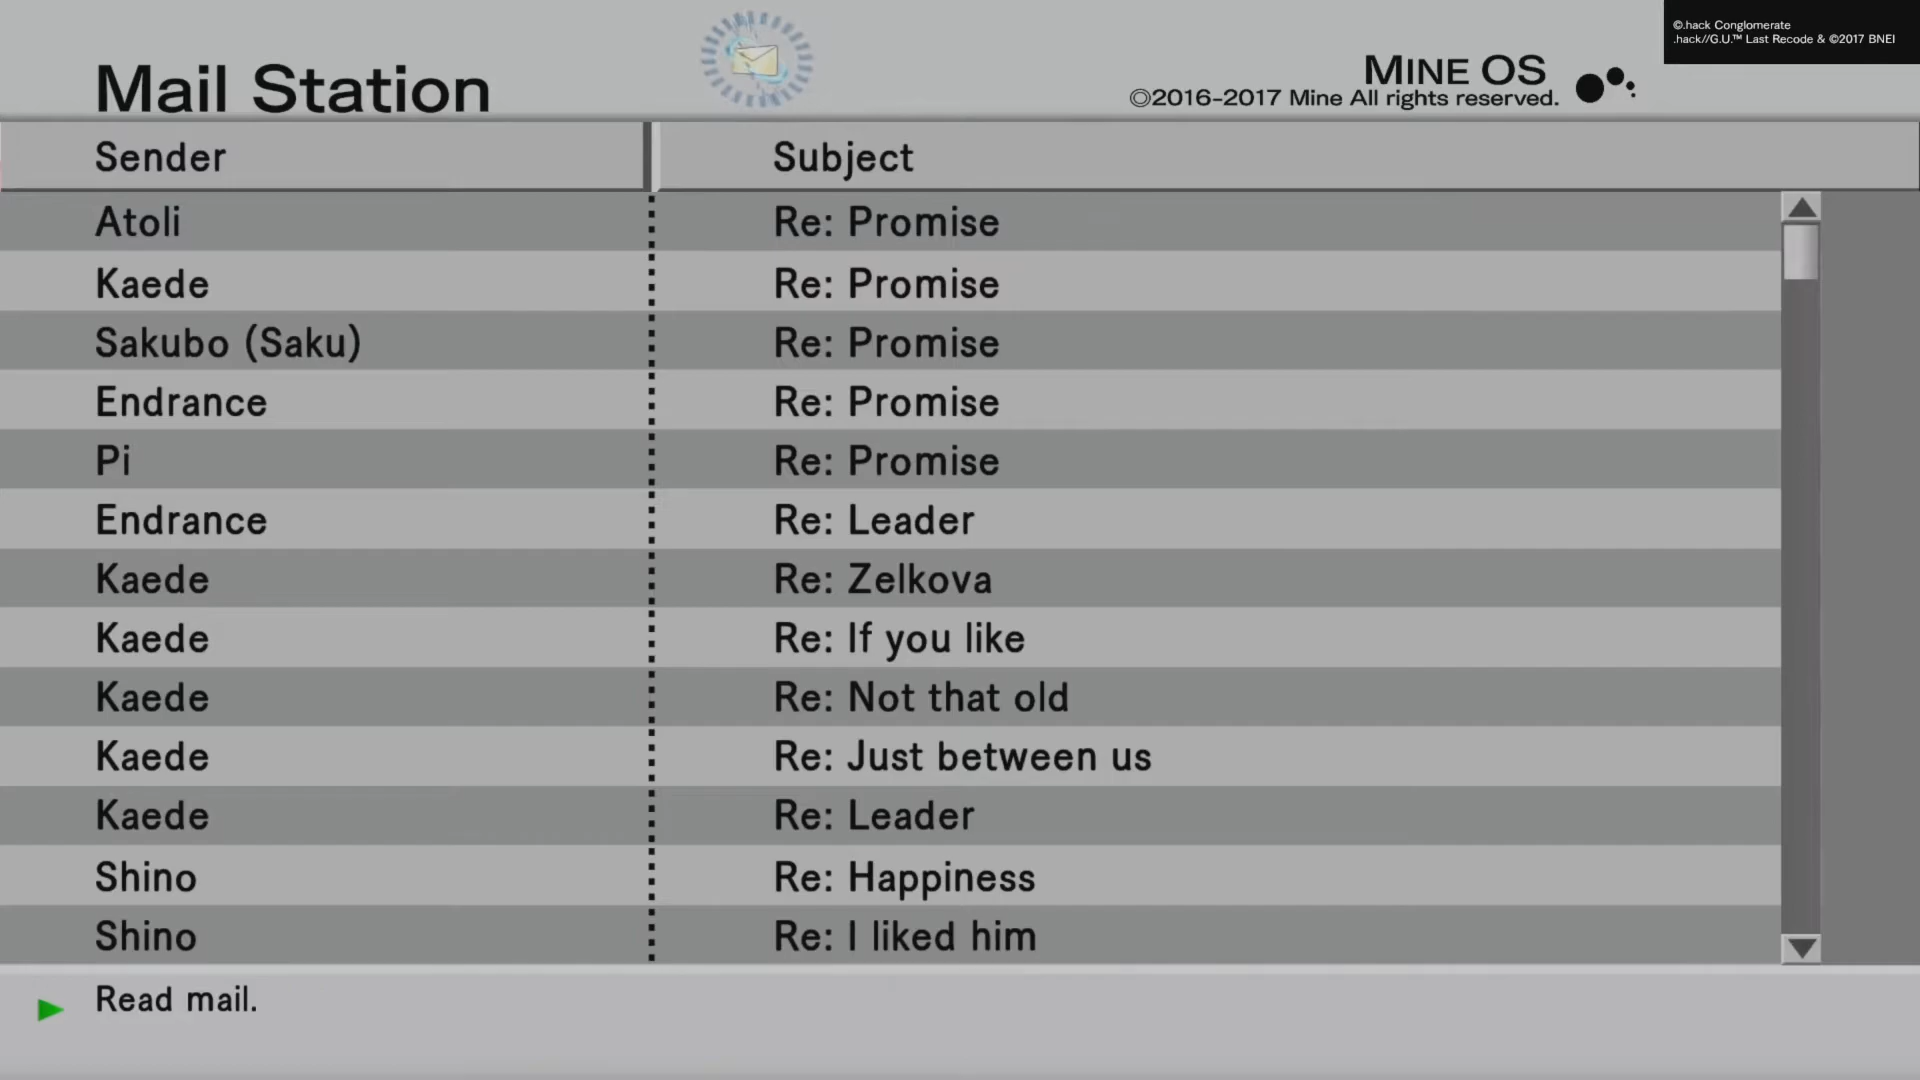 ©.hack Conglomerate
.hack//G.U.™ Last Recode & ©2017 BNEI
Mail Station
MINE OS
©2016-2017 Mine All rights reserved.
Sender Subject
Atoli Re: Promise
Kaede Re: Promise
Sakubo (Saku) Re: Promise
Endrance Re: Promise
Pi Re: Promise
Endrance Re: Leader
Kaede Re: Zelkova
Kaede Re: If you like
Kaede Re: Not that old
Kaede Re: Just between us
Kaede Re: Leader
Shino Re: Happiness
Shino Re: I liked him
Read mail.